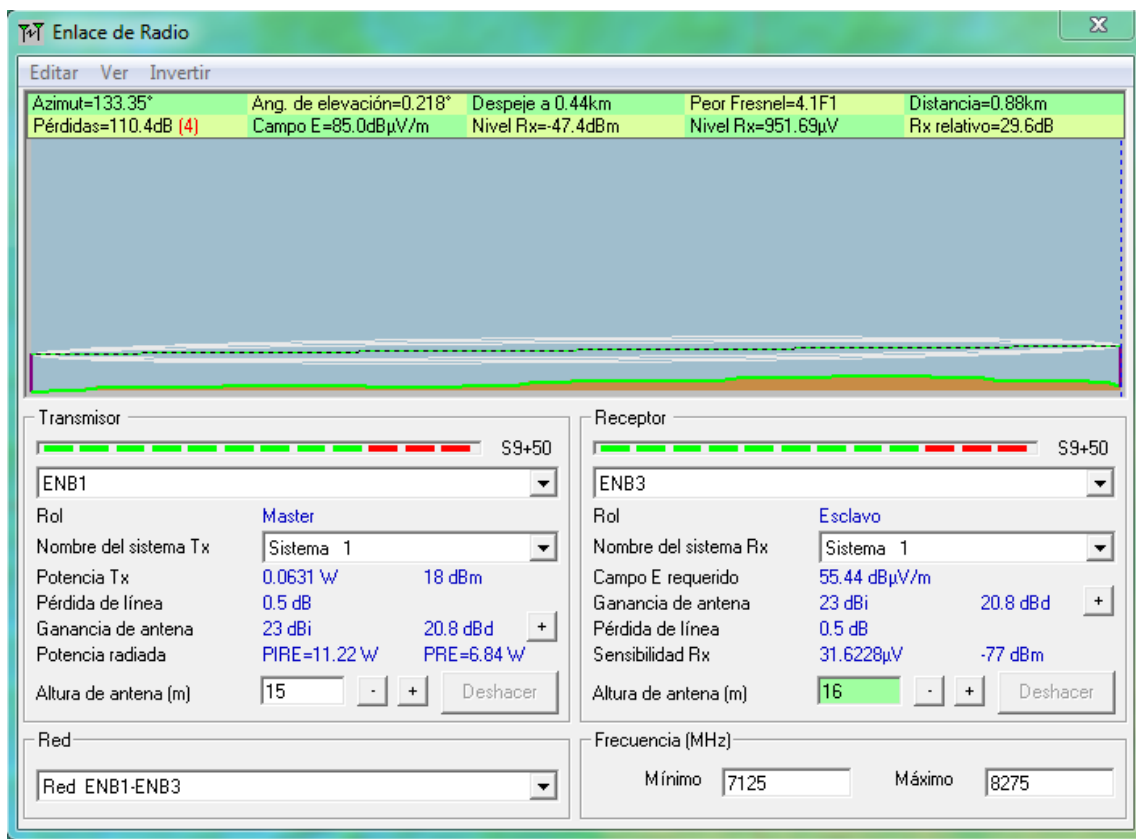 Enlace de Radio
Editar Ver Invertir
Azimut=133.35° Ang. de elevación=0.218° Despeje a 0.44km Peor Fresnel=4.1F1 Distancia=0.88km
Pérdidas=110.4dB (4) Campo E=85.0dBµV/m Nivel Rx=-47.4dBm Nivel Rx=951.69µV Rx relativo=29.6dB
Transmisor
S9+50
ENB1
Rol Master
Nombre del sistema Tx Sistema 1
Potencia Tx 0.0631 W 18 dBm
Pérdida de línea 0.5 dB
Ganancia de antena 23 dBi 20.8 dBd +
Potencia radiada PIRE=11.22 W PRE=6.84 W
Altura de antena (m) 15 - + Deshacer
Receptor
S9+50
ENB3
Rol Esclavo
Nombre del sistema Rx Sistema 1
Campo E requerido 55.44 dBµV/m
Ganancia de antena 23 dBi 20.8 dBd +
Pérdida de línea 0.5 dB
Sensibilidad Rx 31.6228µV -77 dBm
Altura de antena (m) 16 - + Deshacer
Red
Red ENB1-ENB3
Frecuencia (MHz)
Mínimo 7125 Máximo 8275